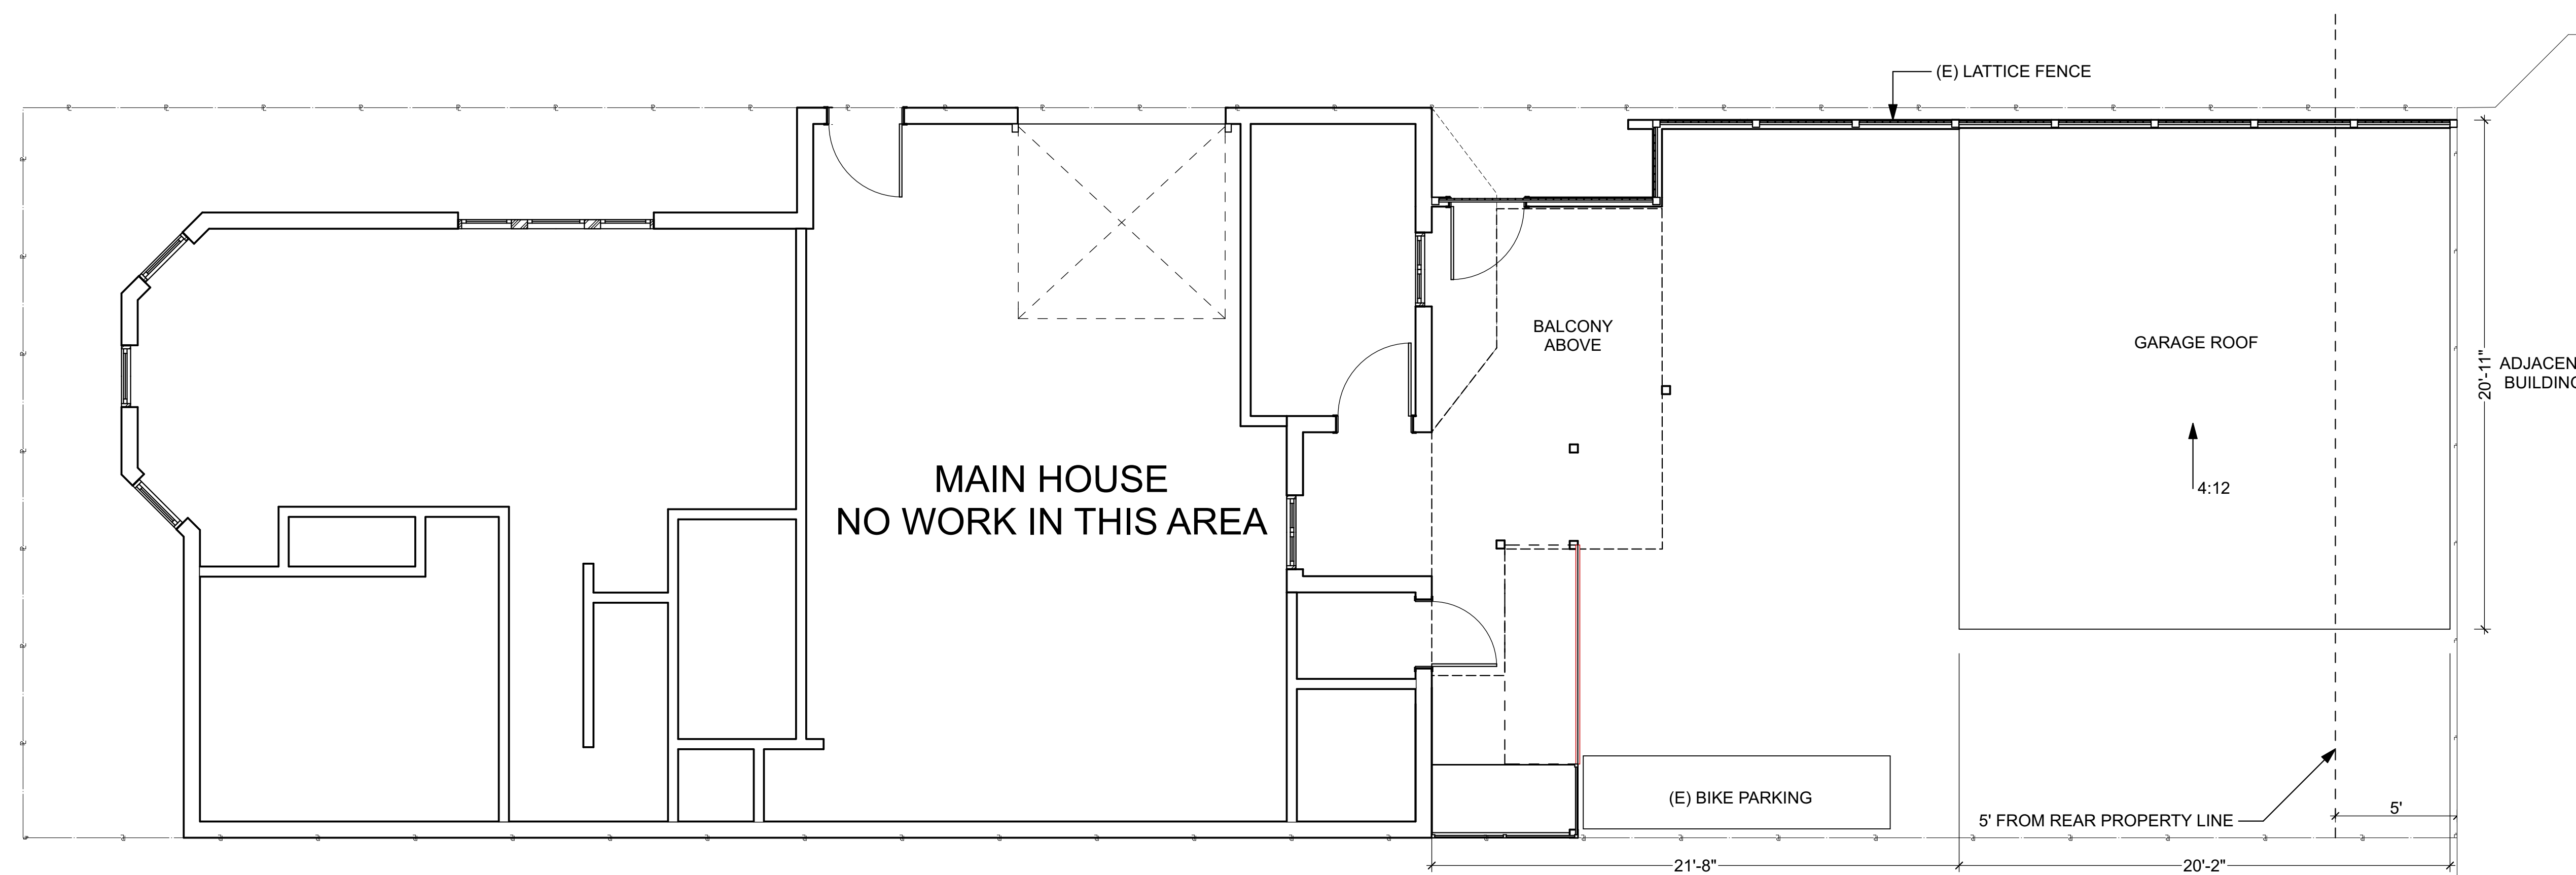 (E) LATTICE FENCE
BALCONY
ABOVE
GARAGE ROOF
20'-11"
ADJACEN
BUILDING
MAIN HOUSE
NO WORK IN THIS AREA
4:12
(E) BIKE PARKING
5' FROM REAR PROPERTY LINE
5'
21'-8"
20'-2"